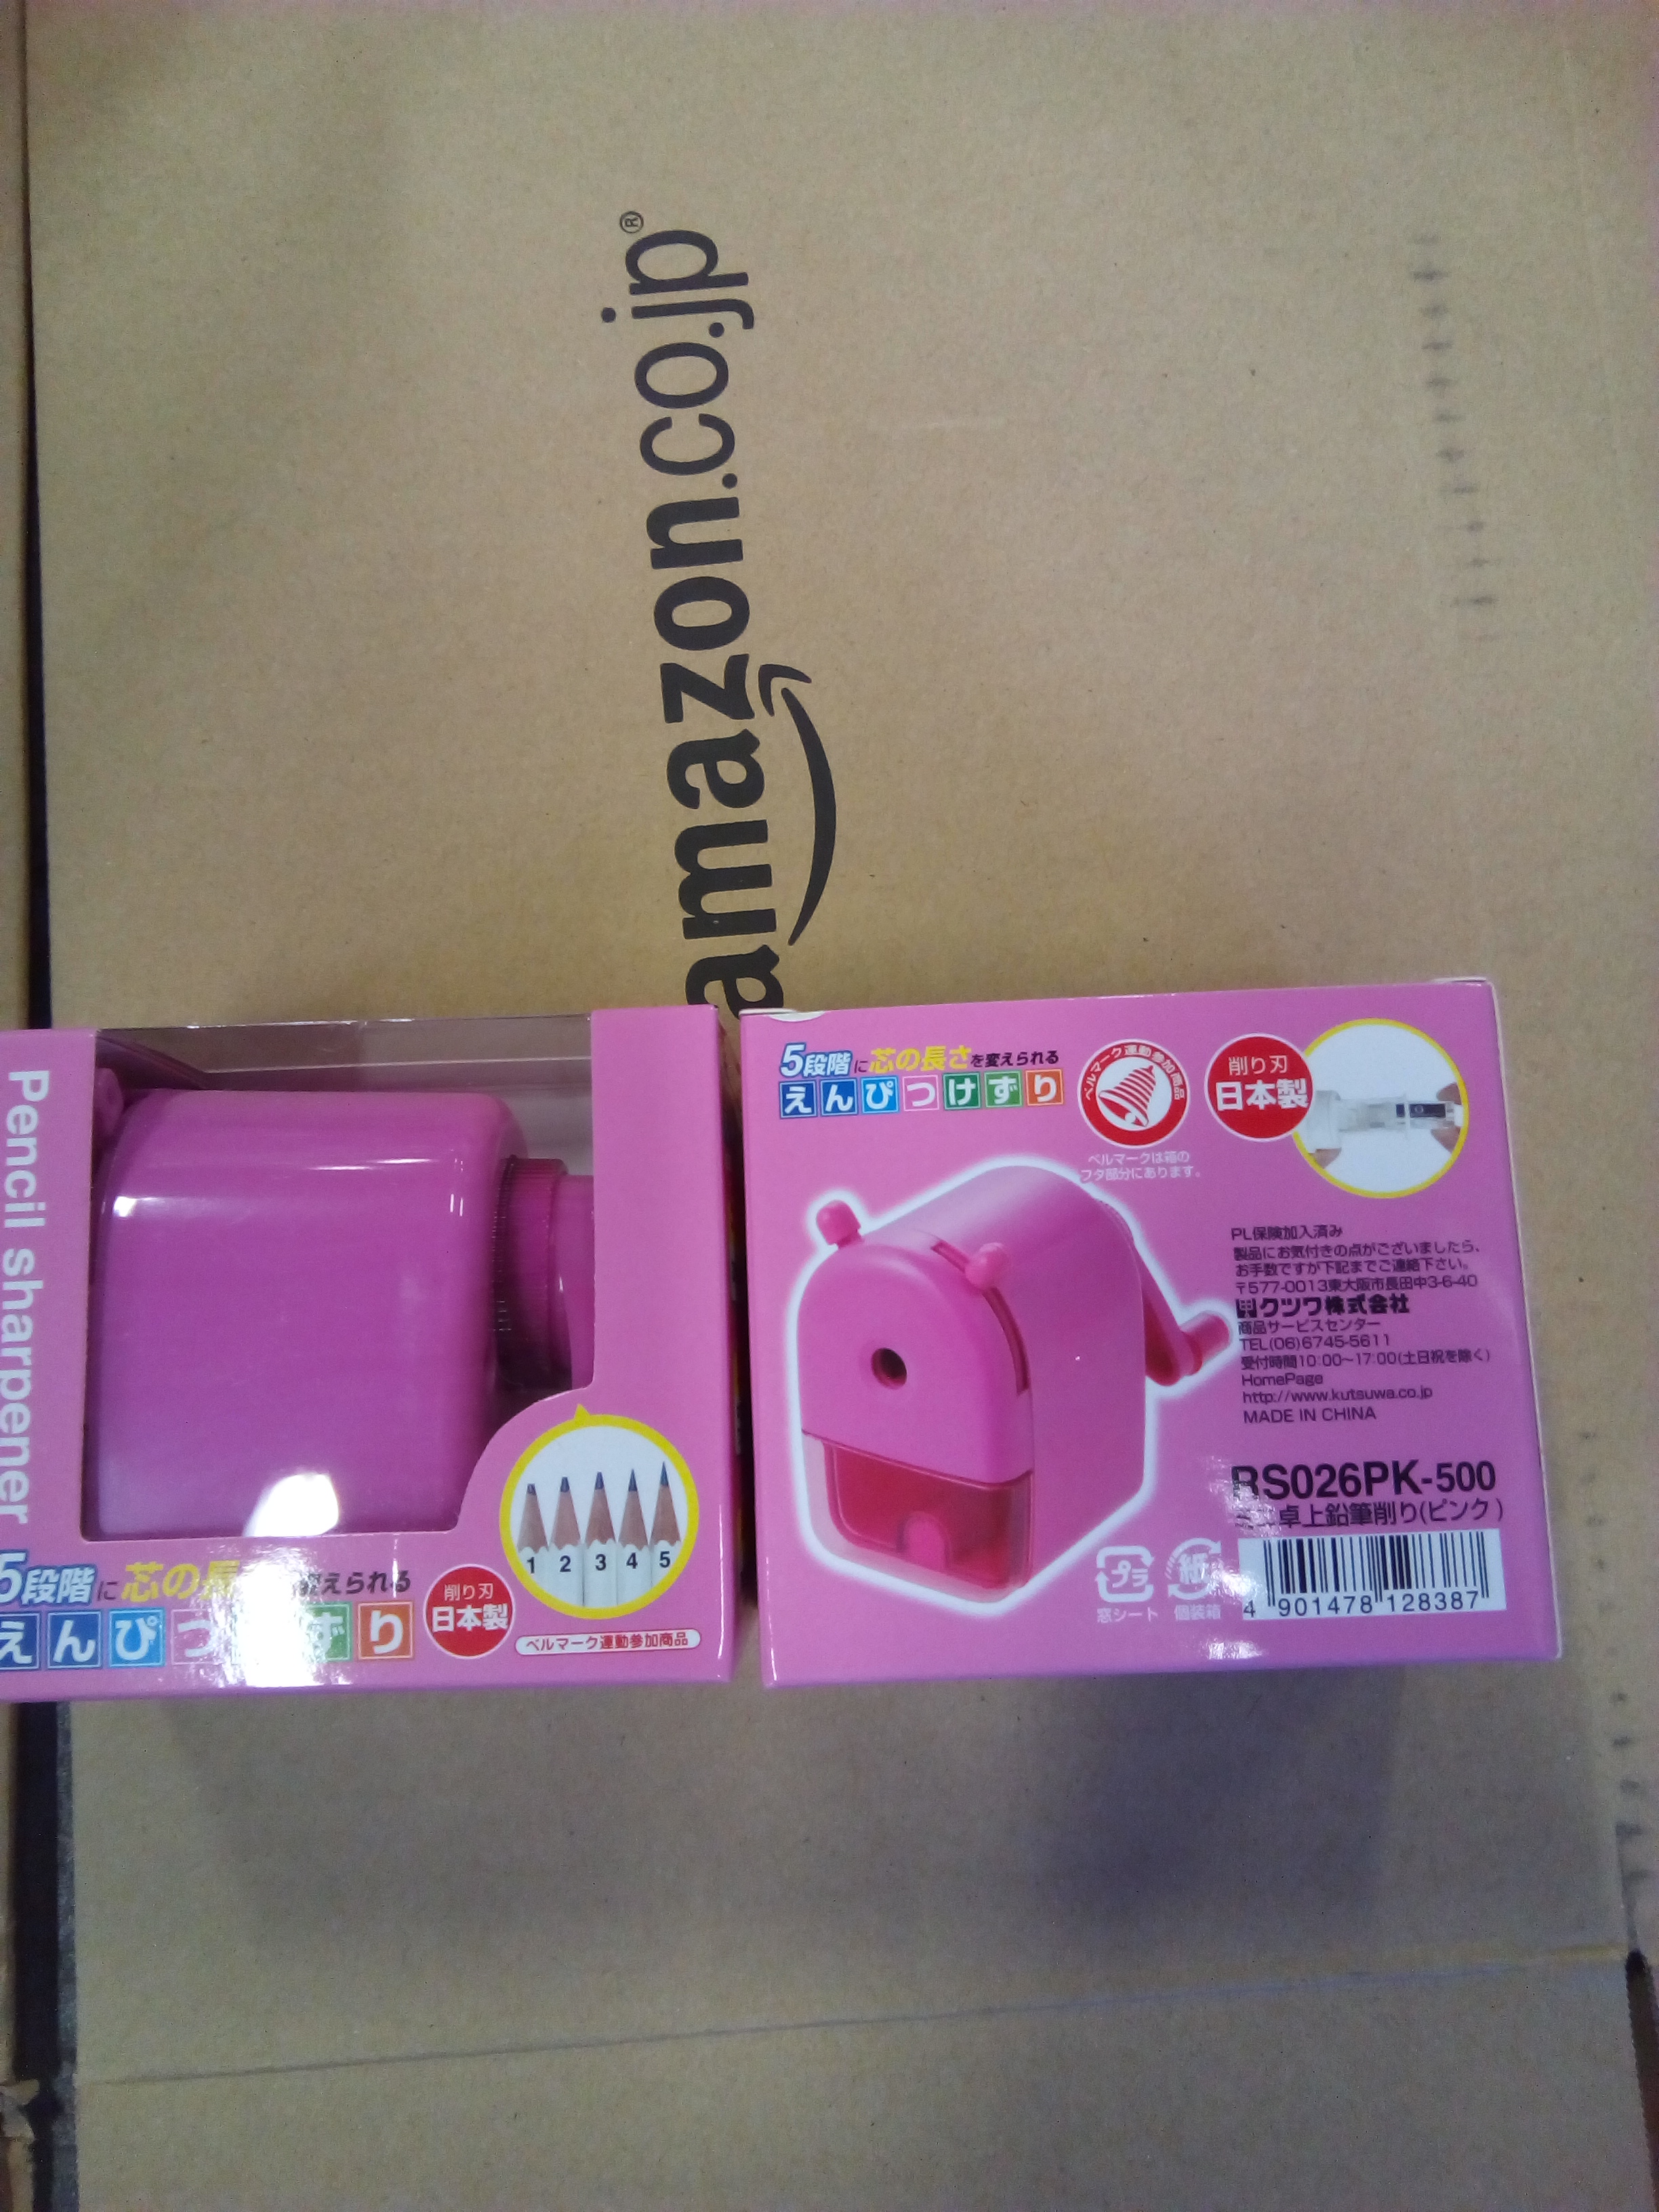 amazon.co.jp®
Pencil sharpener
1 2 3 4 5
5段階に芯の長 変えられる
えんぴつ ずり
削り刃
日本製
ベルマーク運動参加商品
5段階に芯の長さを変えられる
えんぴつけずり
ベルマーク運動参加商品
ベルマークは箱の
フタ部分にあります。
削り刃
日本製
PL保険加入済み
製品にお気付きの点がございましたら、
お手数ですが下記までご連絡下さい。
〒577-0013東大阪市長田中3-6-40
クツワ株式会社
商品サービスセンター
TEL(06)6745-5611
受付時間10:00～17:00(土日祝を除く)
HomePage
http://www.kutsuwa.co.jp
MADE IN CHINA
RS026PK-500
卓上鉛筆削り(ピンク)
プラ
窓シート
紙
個装箱
4 901478 128387